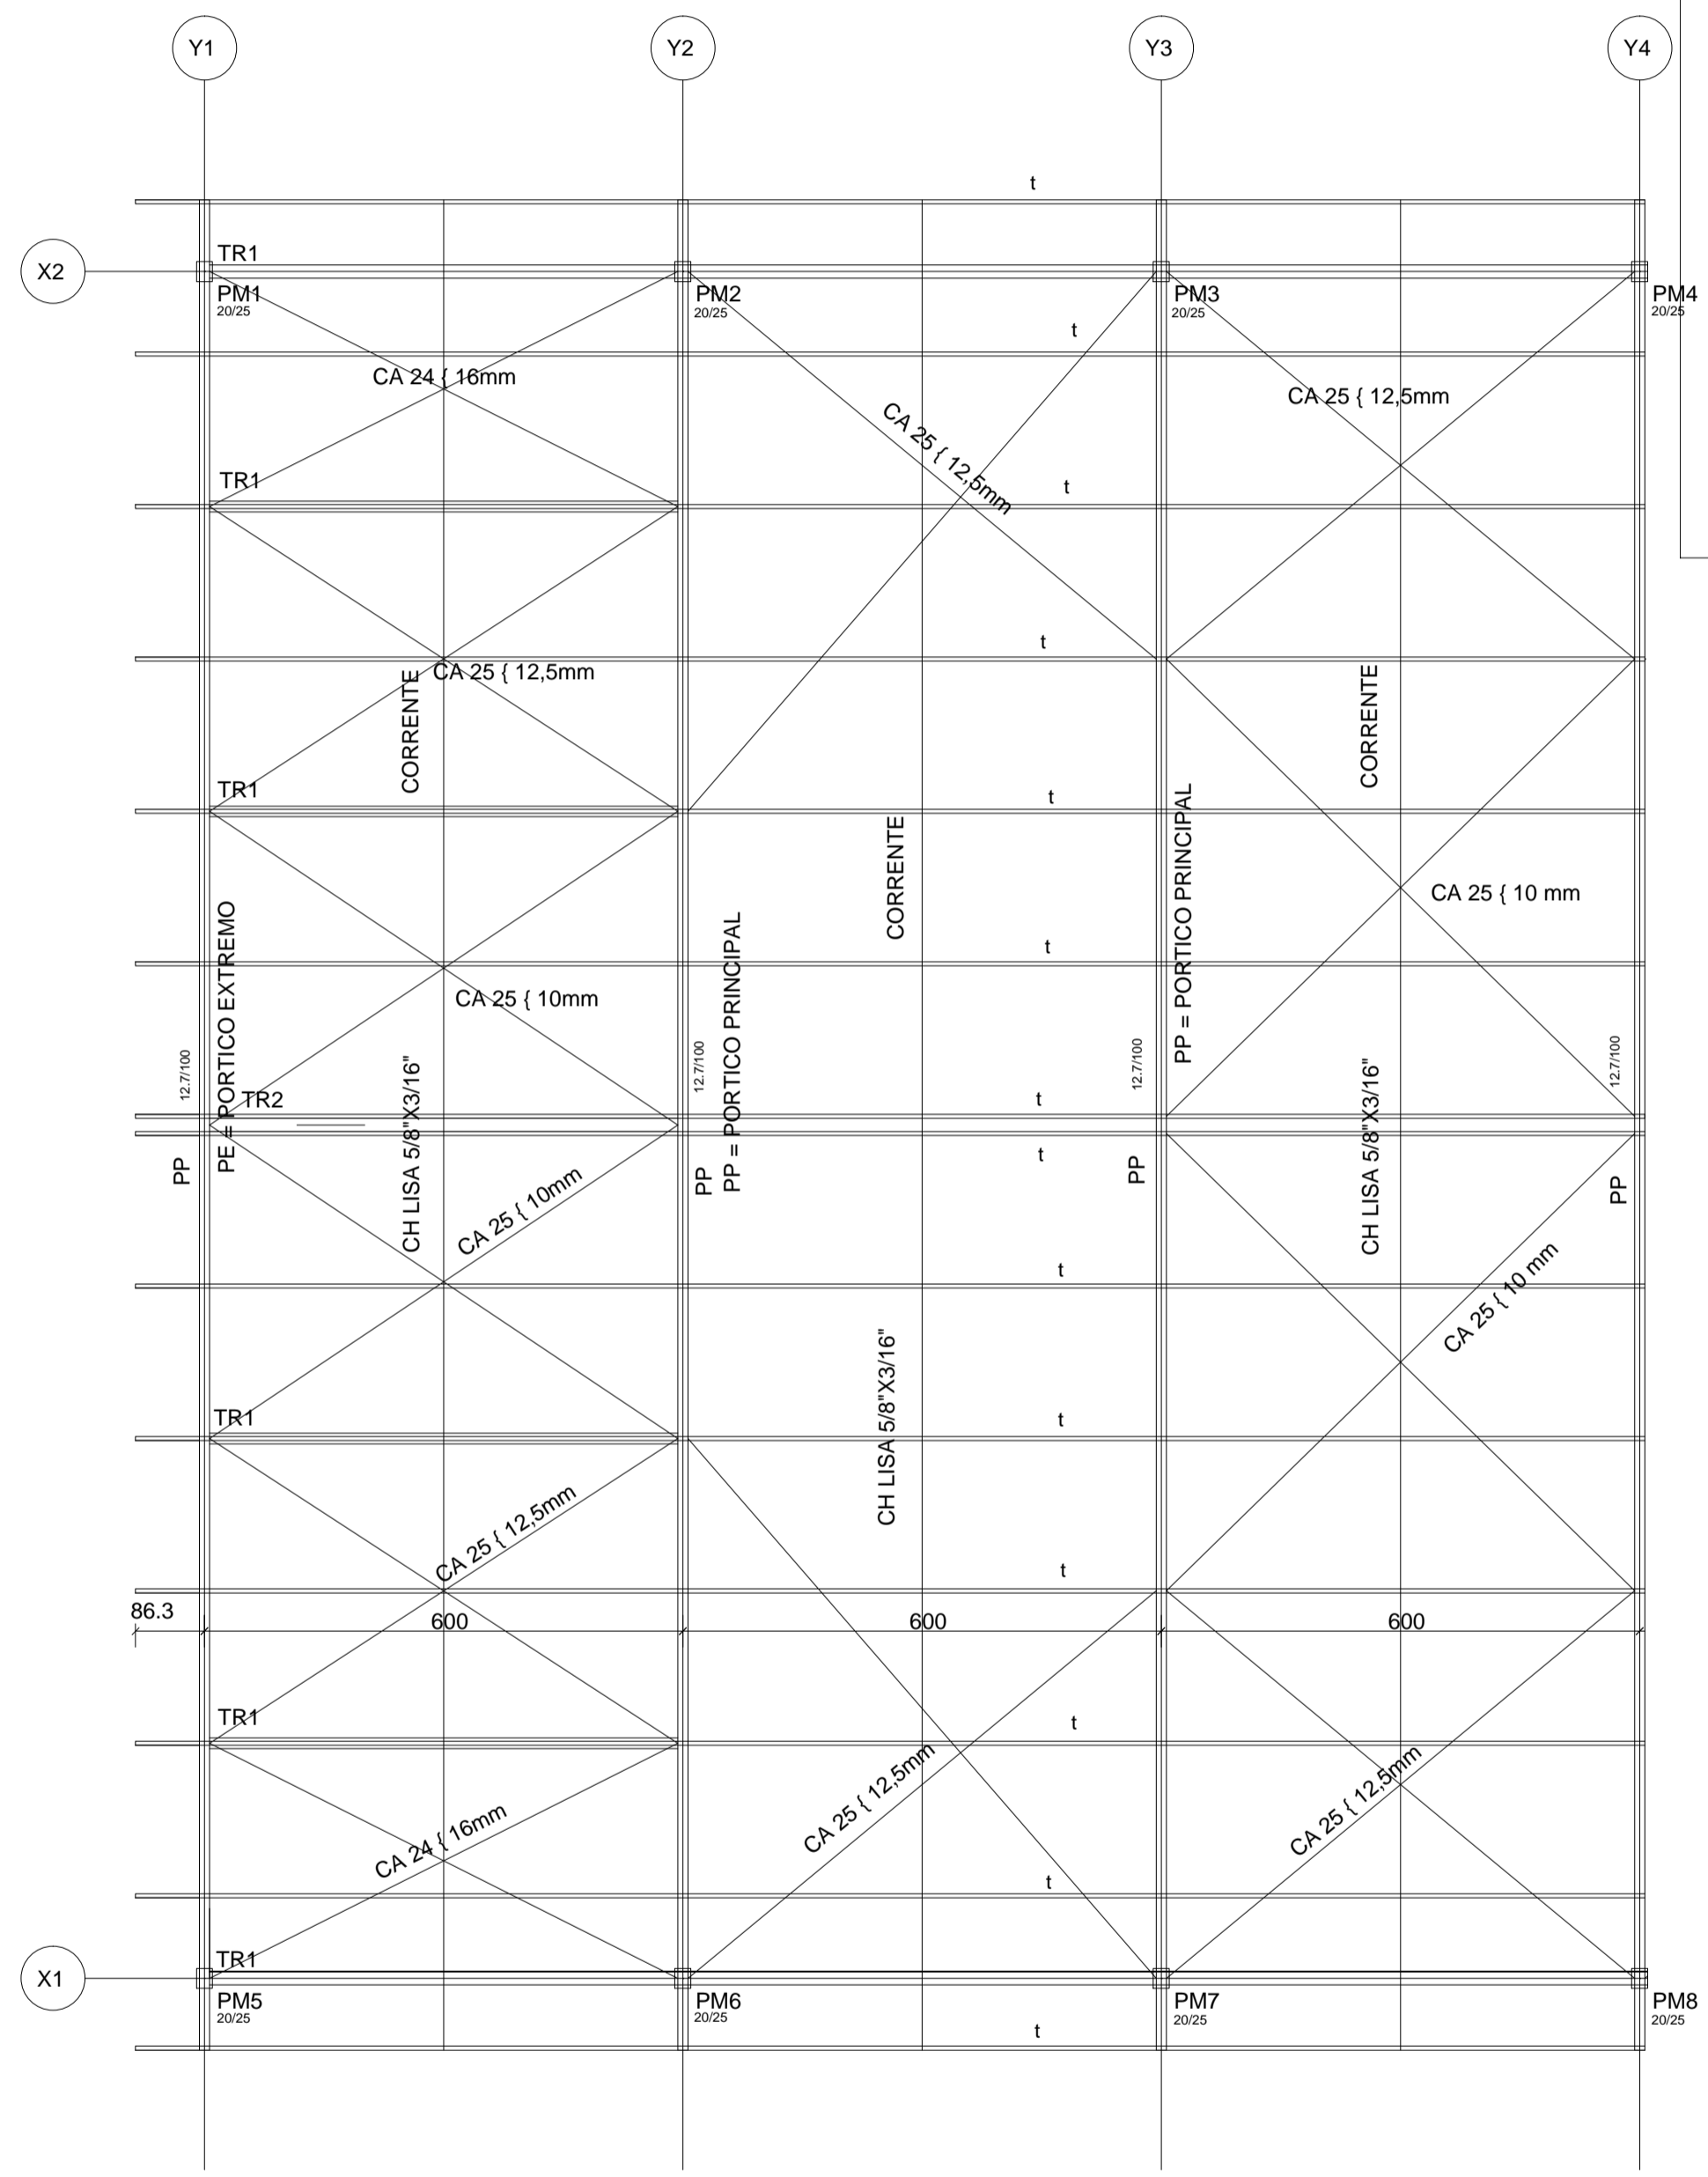 Y1
Y2
Y3
Y4
t
X2
TR1
PM1
20/25
PM2
20/25
PM3
20/25
PM4
20/25
t
CA 24 { 16mm
CA 25 { 12,5mm
CA 25 { 12,5mm
TR1
t
t
CA 25 { 12,5mm
CORRENTE
CORRENTE
TR1
t
CORRENTE
PP = PORTICO PRINCIPAL
CA 25 { 10 mm
PE = PORTICO EXTREMO
PP = PORTICO PRINCIPAL
t
CA 25 { 10mm
12.7/100
12.7/100
12.7/100
12.7/100
TR2
t
CH LISA 5/8"X3/16"
CH LISA 5/8"X3/16"
PP
PP
PP
PP
t
CA 25 { 10mm
t
CA 25 { 10 mm
CH LISA 5/8"X3/16"
TR1
t
CA 25 { 12,5mm
t
86.3
600
600
600
TR1
t
CA 25 { 12,5mm
CA 25 { 12,5mm
CA 24 { 16mm
t
TR1
X1
PM5
20/25
PM6
20/25
PM7
20/25
PM8
20/25
t